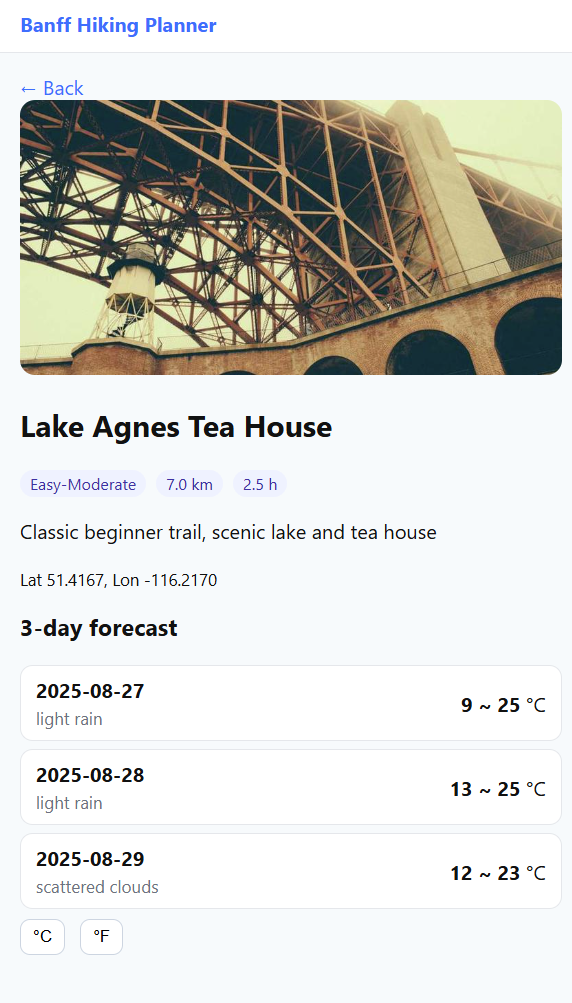 Banff Hiking Planner
← Back
Lake Agnes Tea House
Easy-Moderate 7.0 km 2.5 h
Classic beginner trail, scenic lake and tea house
Lat 51.4167, Lon -116.2170
3-day forecast
2025-08-27
light rain
9 ~ 25 °C
2025-08-28
light rain
13 ~ 25 °C
2025-08-29
scattered clouds
12 ~ 23 °C
°C °F